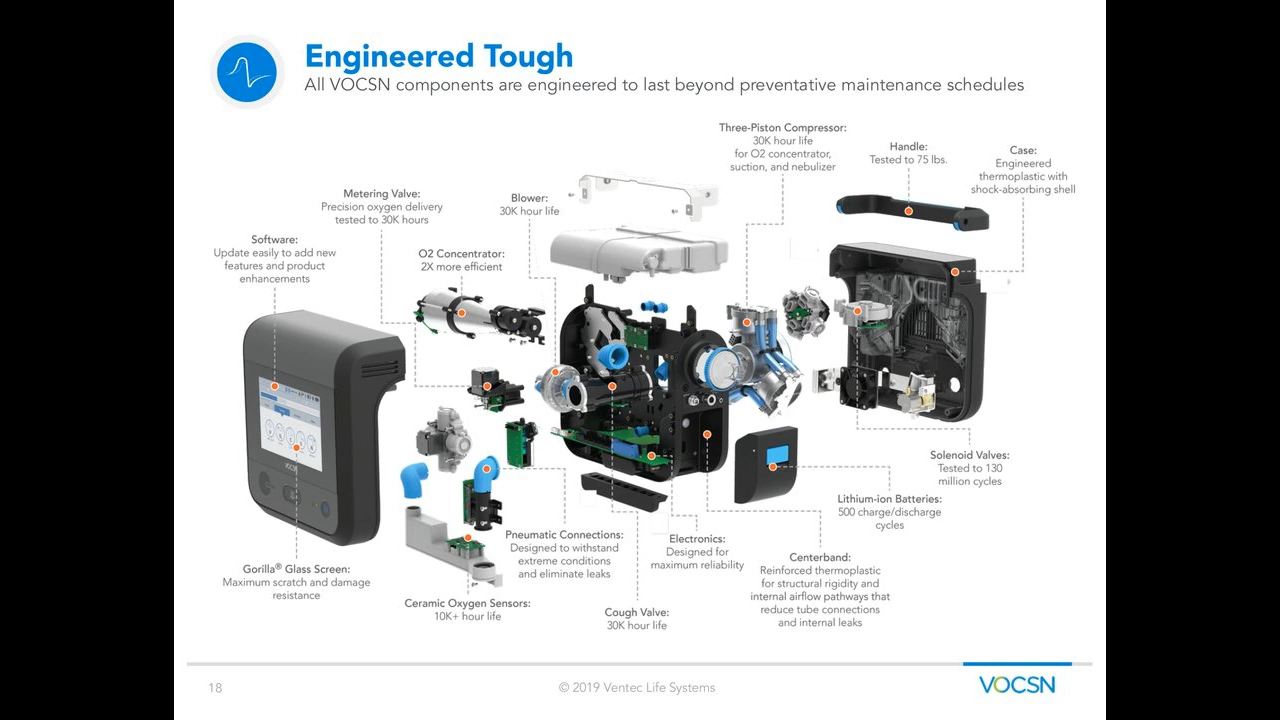 Engineered Tough
All VOCSN components are engineered to last beyond preventative maintenance schedules
Three-Piston Compressor:
30K hour life
for O2 concentrator,
suction, and nebulizer
Handle:
Tested to 75 lbs.
Case:
Engineered
thermoplastic with
shock-absorbing shell
Metering Valve:
Precision oxygen delivery
tested to 30K hours
Blower:
30K hour life
Software:
Update easily to add new
features and product
enhancements
O2 Concentrator:
2X more efficient
VOCSN
Solenoid Valves:
Tested to 130
million cycles
Lithium-ion Batteries:
500 charge/discharge
cycles
Pneumatic Connections:
Designed to withstand
extreme conditions
and eliminate leaks
Electronics:
Designed for
maximum reliability
Centerband:
Reinforced thermoplastic
for structural rigidity and
internal airflow pathways that
reduce tube connections
and internal leaks
Gorilla® Glass Screen:
Maximum scratch and damage
resistance
Ceramic Oxygen Sensors:
10K+ hour life
Cough Valve:
30K hour life
18
© 2019 Ventec Life Systems
VOCSN